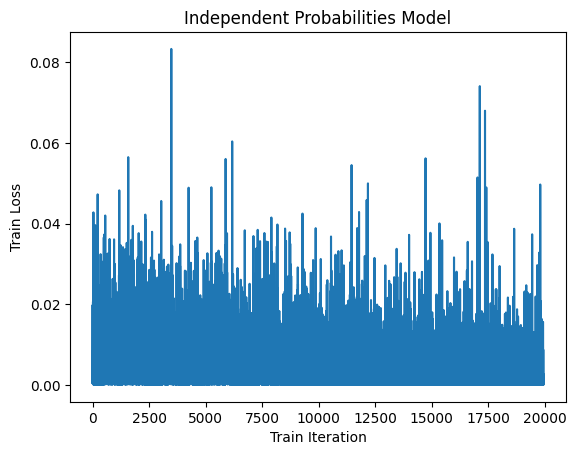 Independent Probabilities Model
Train Loss
0.08
0.06
0.04
0.02
0.00
0 2500 5000 7500 10000 12500 15000 17500 20000
Train Iteration